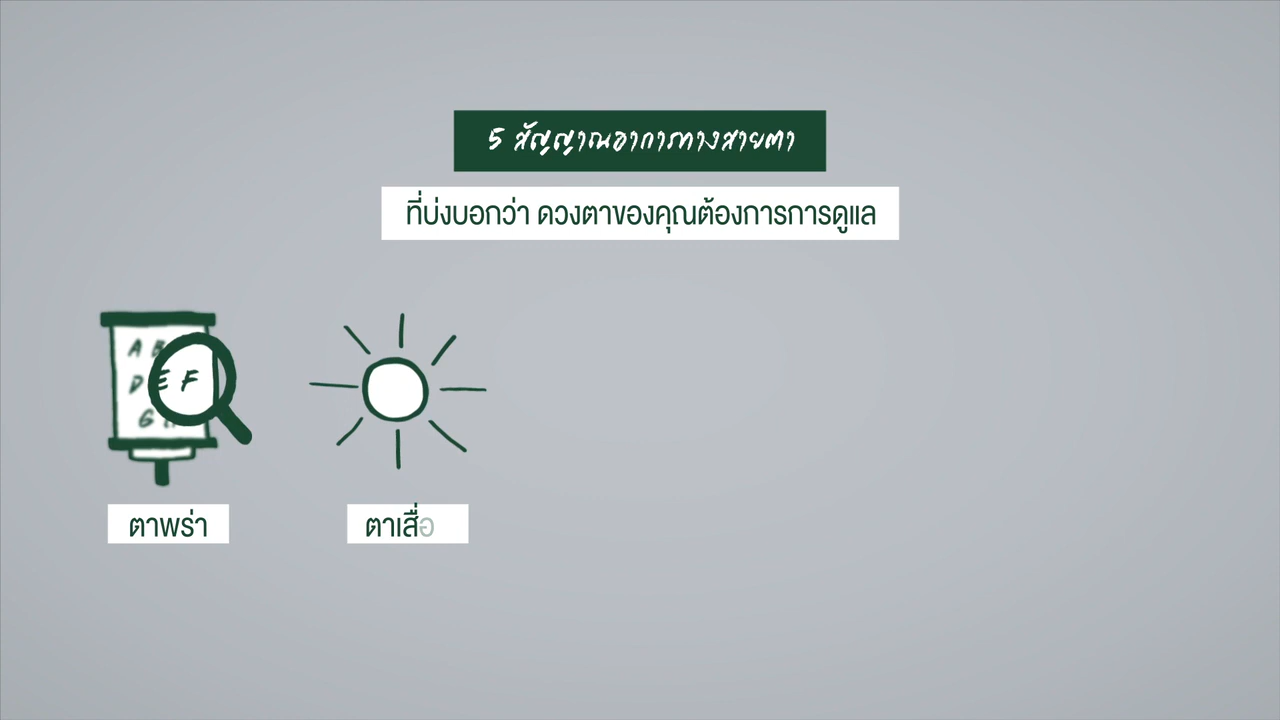 5 สัญญาณอาการทางสายตา
ที่บ่งบอกว่า ดวงตาของคุณต้องการการดูแล
A B
D E F
G
ตาพร่า
ตาเสื่อ